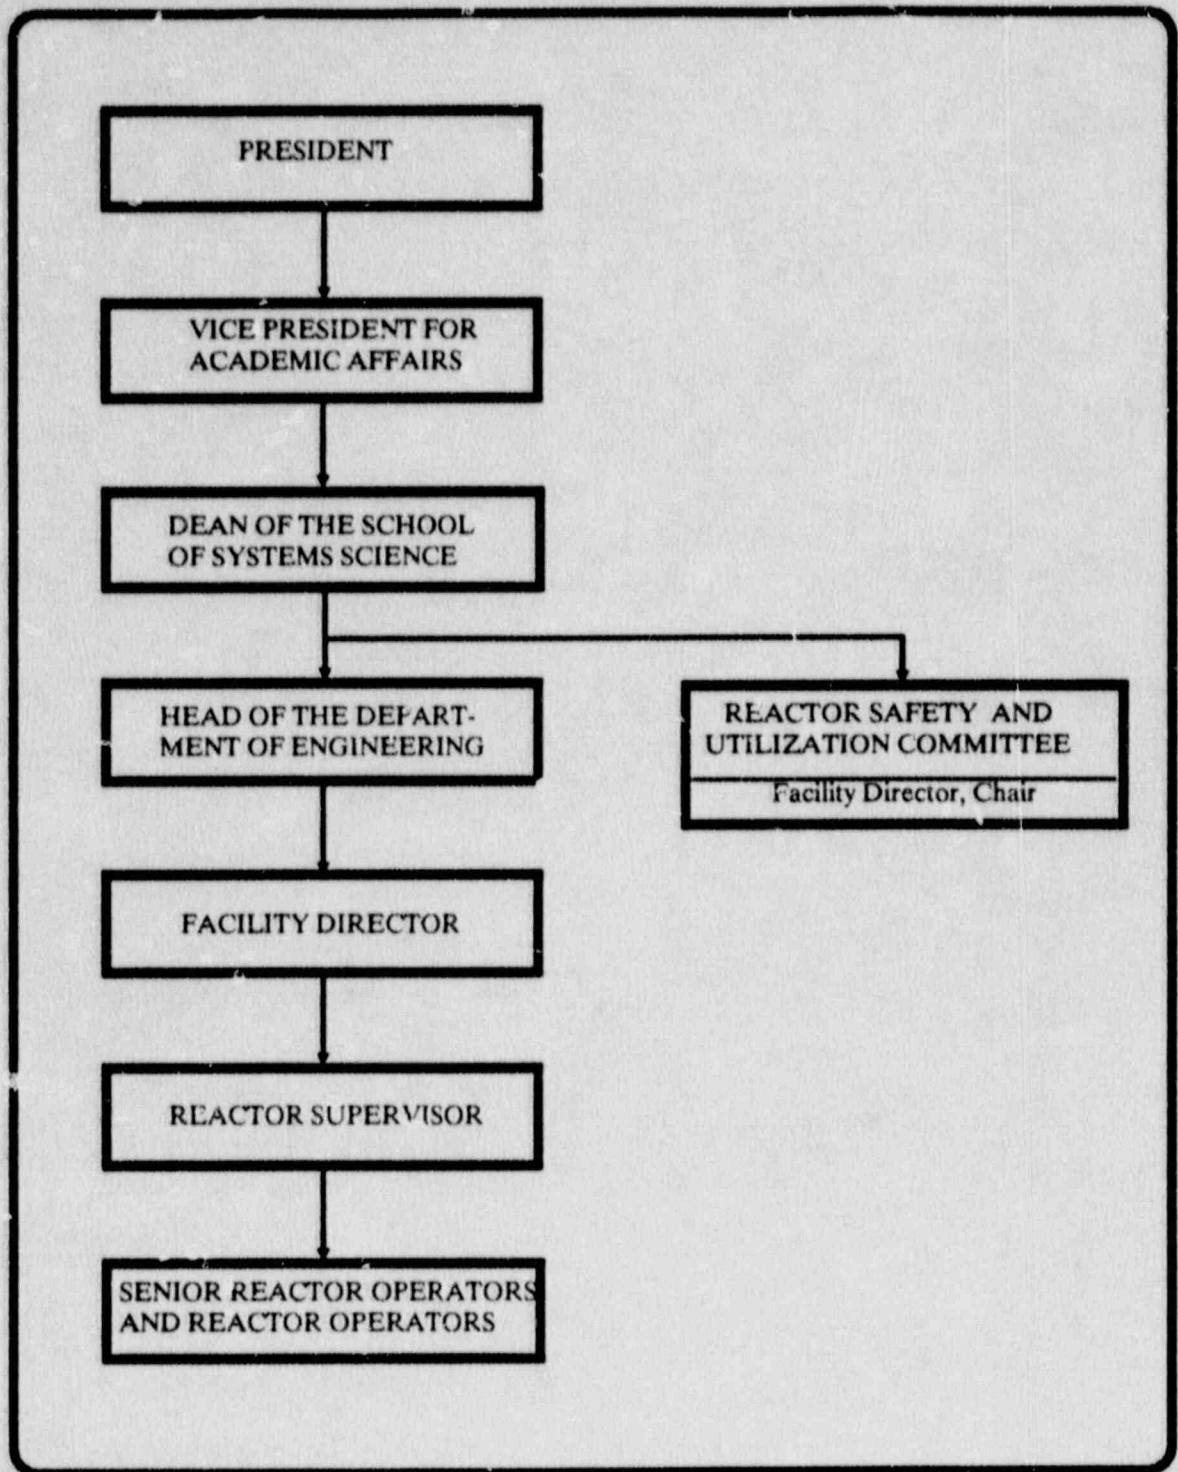 PRESIDENT
VICE PRESIDENT FOR
ACADEMIC AFFAIRS
DEAN OF THE SCHOOL
OF SYSTEMS SCIENCE
HEAD OF THE DEPART-
MENT OF ENGINEERING
REACTOR SAFETY AND
UTILIZATION COMMITTEE
Facility Director, Chair
FACILITY DIRECTOR
REACTOR SUPERVISOR
SENIOR REACTOR OPERATORS
AND REACTOR OPERATORS